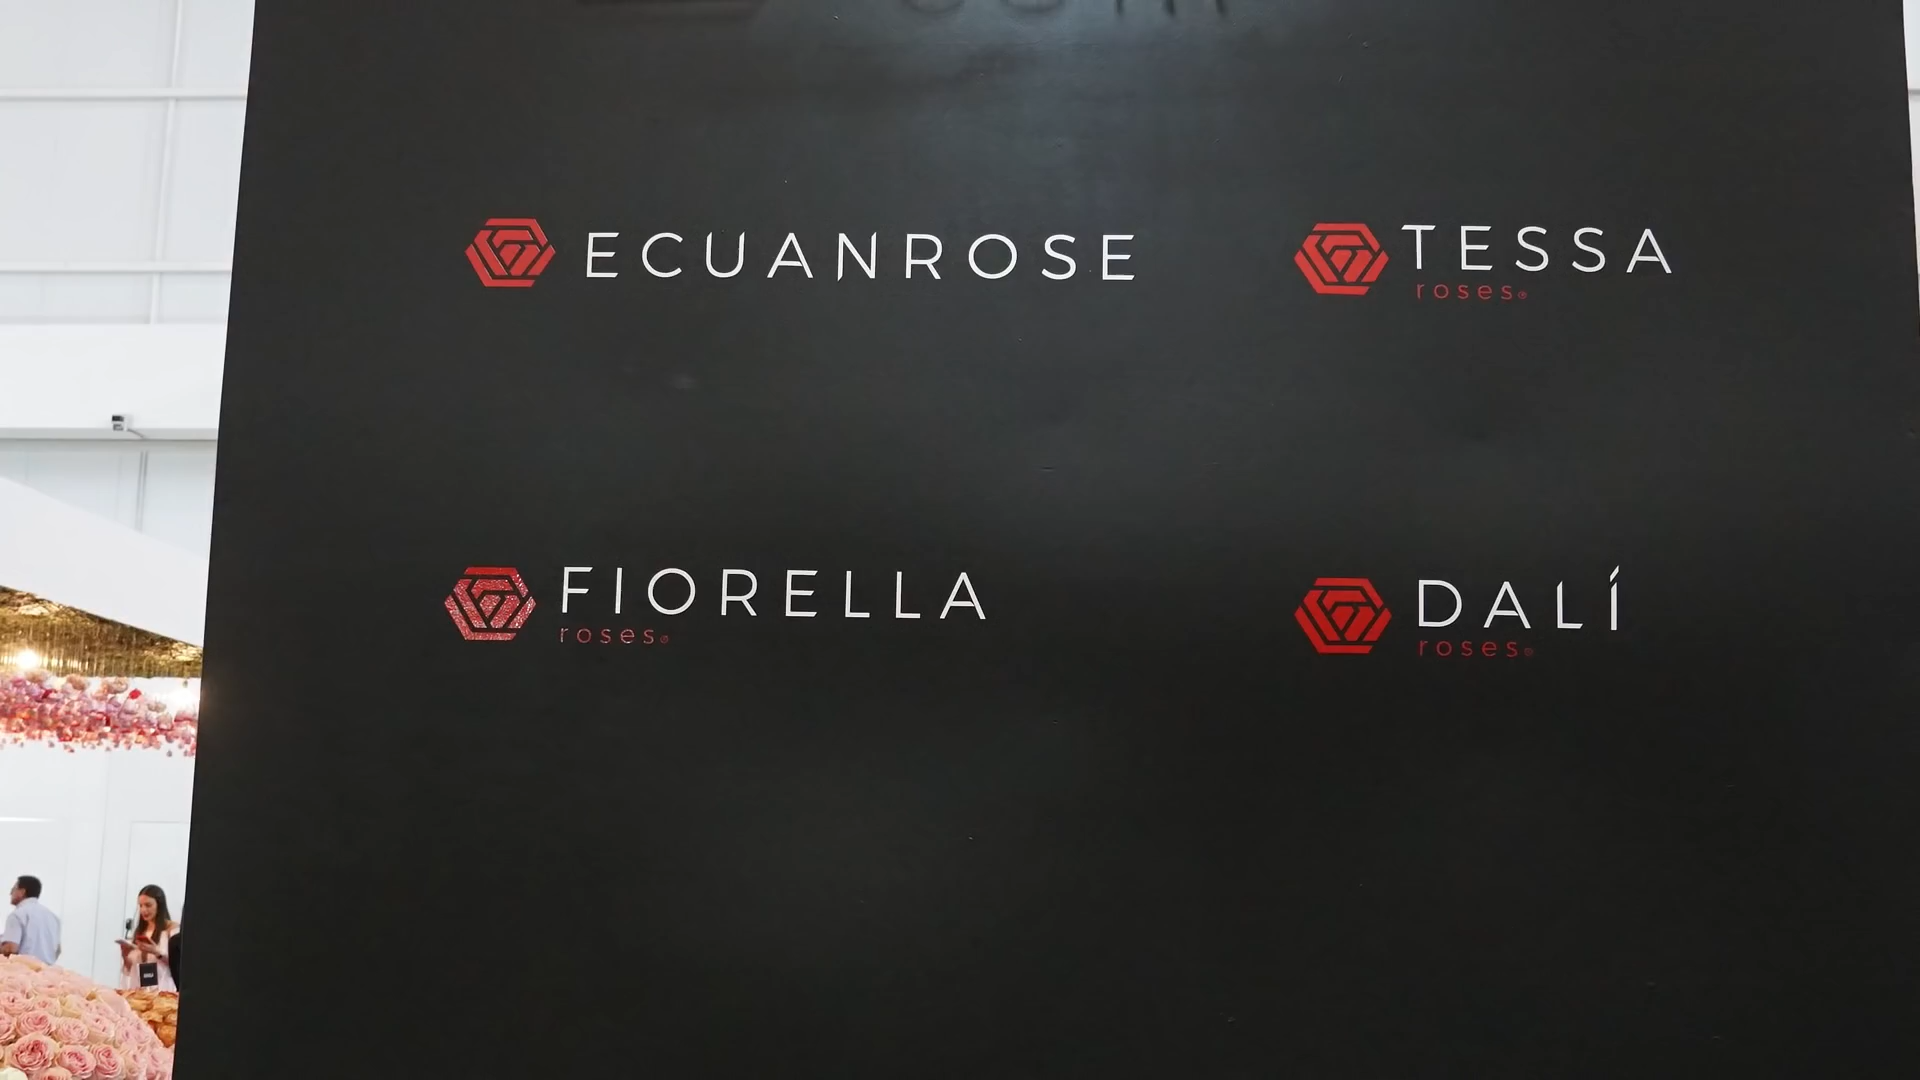 ECUANROSE
TESSA
roses®
FIORELLA
roses®
DALÍ
roses®